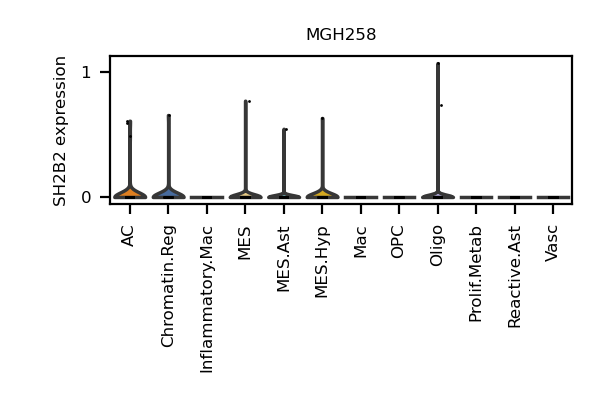 MGH258
SH2B2 expression
1
0
AC
Chromatin.Reg
Inflammatory.Mac
MES
MES.Ast
MES.Hyp
Mac
OPC
Oligo
Prolif.Metab
Reactive.Ast
Vasc